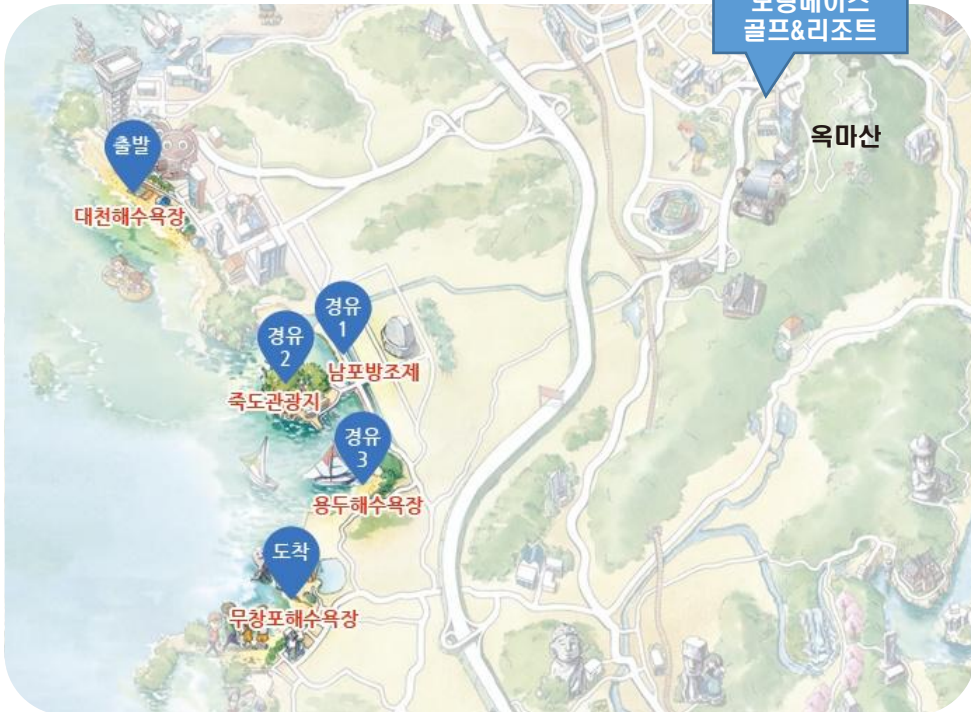 골프&리조트
옥마산
출발
대천해수욕장
경유
1
남포방조제
경유
2
죽도관광지
경유
3
용두해수욕장
도착
무창포해수욕장